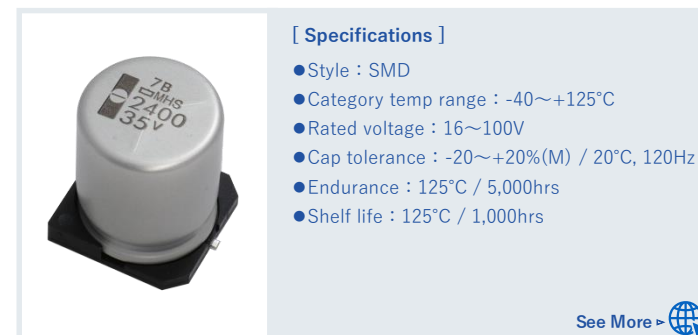 7B
MHS
2400
35V
[ Specifications ]
●Style：SMD
●Category temp range：-40～+125℃
●Rated voltage：16～100V
●Cap tolerance：-20～+20%(M) / 20℃, 120Hz
●Endurance：125℃ / 5,000hrs
●Shelf life：125℃ / 1,000hrs
See More ▻